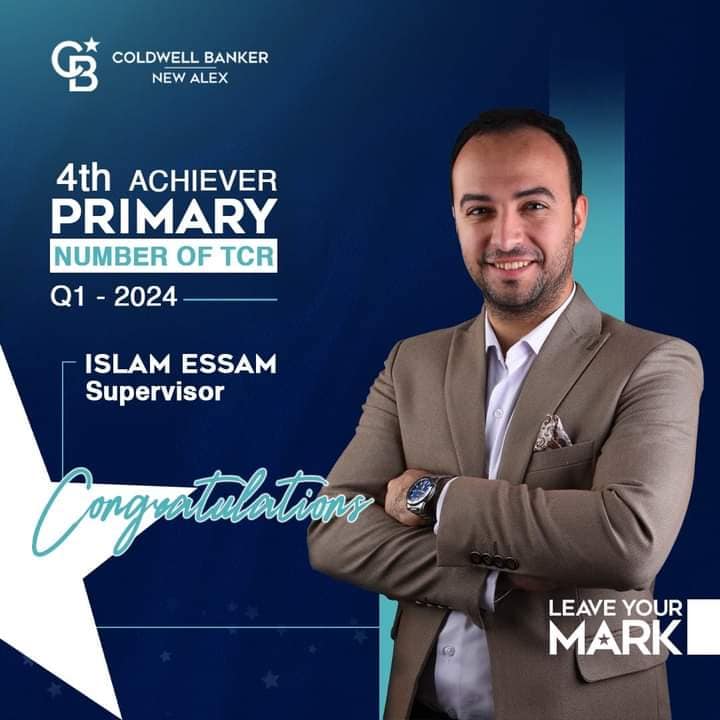 CB
COLDWELL BANKER
NEW ALEX
4th ACHIEVER
PRIMARY
NUMBER OF TCR
Q1 - 2024
ISLAM ESSAM
Supervisor
Congratulations
LEAVE YOUR
MARK